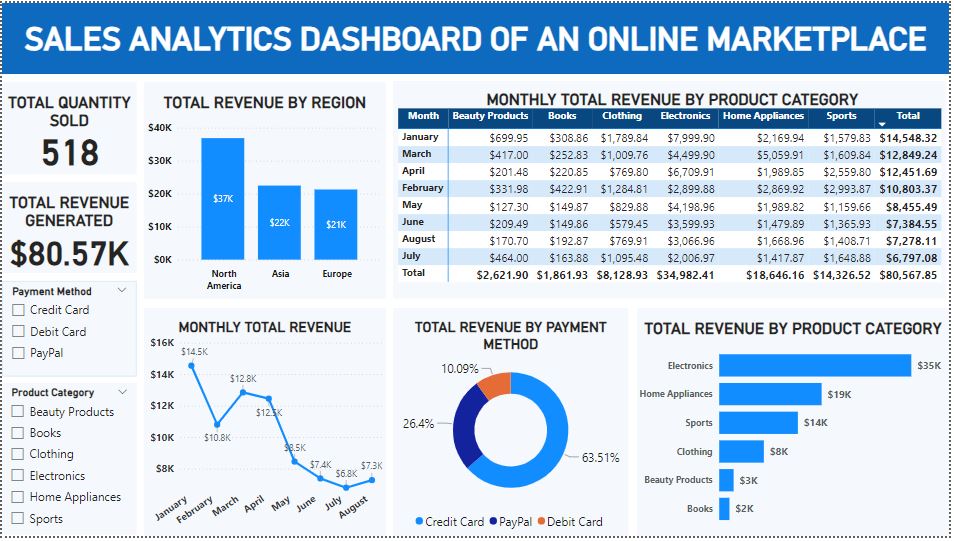 SALES ANALYTICS DASHBOARD OF AN ONLINE MARKETPLACE
TOTAL QUANTITY
SOLD
518
TOTAL REVENUE
GENERATED
$80.57K
Payment Method
Credit Card
Debit Card
PayPal
Product Category
Beauty Products
Books
Clothing
Electronics
Home Appliances
Sports
TOTAL REVENUE BY REGION
$40K
$30K
$20K
$10K
$0K
$37K
$22K
$21K
North
America
Asia
Europe
MONTHLY TOTAL REVENUE BY PRODUCT CATEGORY
Month Beauty Products Books Clothing Electronics Home Appliances Sports Total
January $699.95 $308.86 $1,789.84 $7,999.90 $2,169.94 $1,579.83 $14,548.32
March $417.00 $252.83 $1,009.76 $4,499.90 $5,059.91 $1,609.84 $12,849.24
April $201.48 $220.85 $769.80 $6,709.91 $1,989.85 $2,559.80 $12,451.69
February $331.98 $422.91 $1,284.81 $2,899.88 $2,869.92 $2,993.87 $10,803.37
May $127.30 $149.87 $829.88 $4,198.96 $1,989.82 $1,159.66 $8,455.49
June $209.49 $149.86 $579.45 $3,599.93 $1,479.89 $1,365.93 $7,384.55
August $170.70 $192.87 $769.91 $3,066.96 $1,668.96 $1,408.71 $7,278.11
July $464.00 $163.88 $1,095.48 $2,006.97 $1,417.87 $1,648.88 $6,797.08
Total $2,621.90 $1,861.93 $8,128.93 $34,982.41 $18,646.16 $14,326.52 $80,567.85
MONTHLY TOTAL REVENUE
$16K
$14K
$12K
$10K
$8K
$14.5K
$10.8K
$12.8K
$12.5K
$8.5K
$7.4K
$6.8K
$7.3K
January
February
March
April
May
June
July
August
TOTAL REVENUE BY PAYMENT
METHOD
10.09%
26.4%
63.51%
Credit Card PayPal Debit Card
TOTAL REVENUE BY PRODUCT CATEGORY
Electronics $35K
Home Appliances $19K
Sports $14K
Clothing $8K
Beauty Products $3K
Books $2K